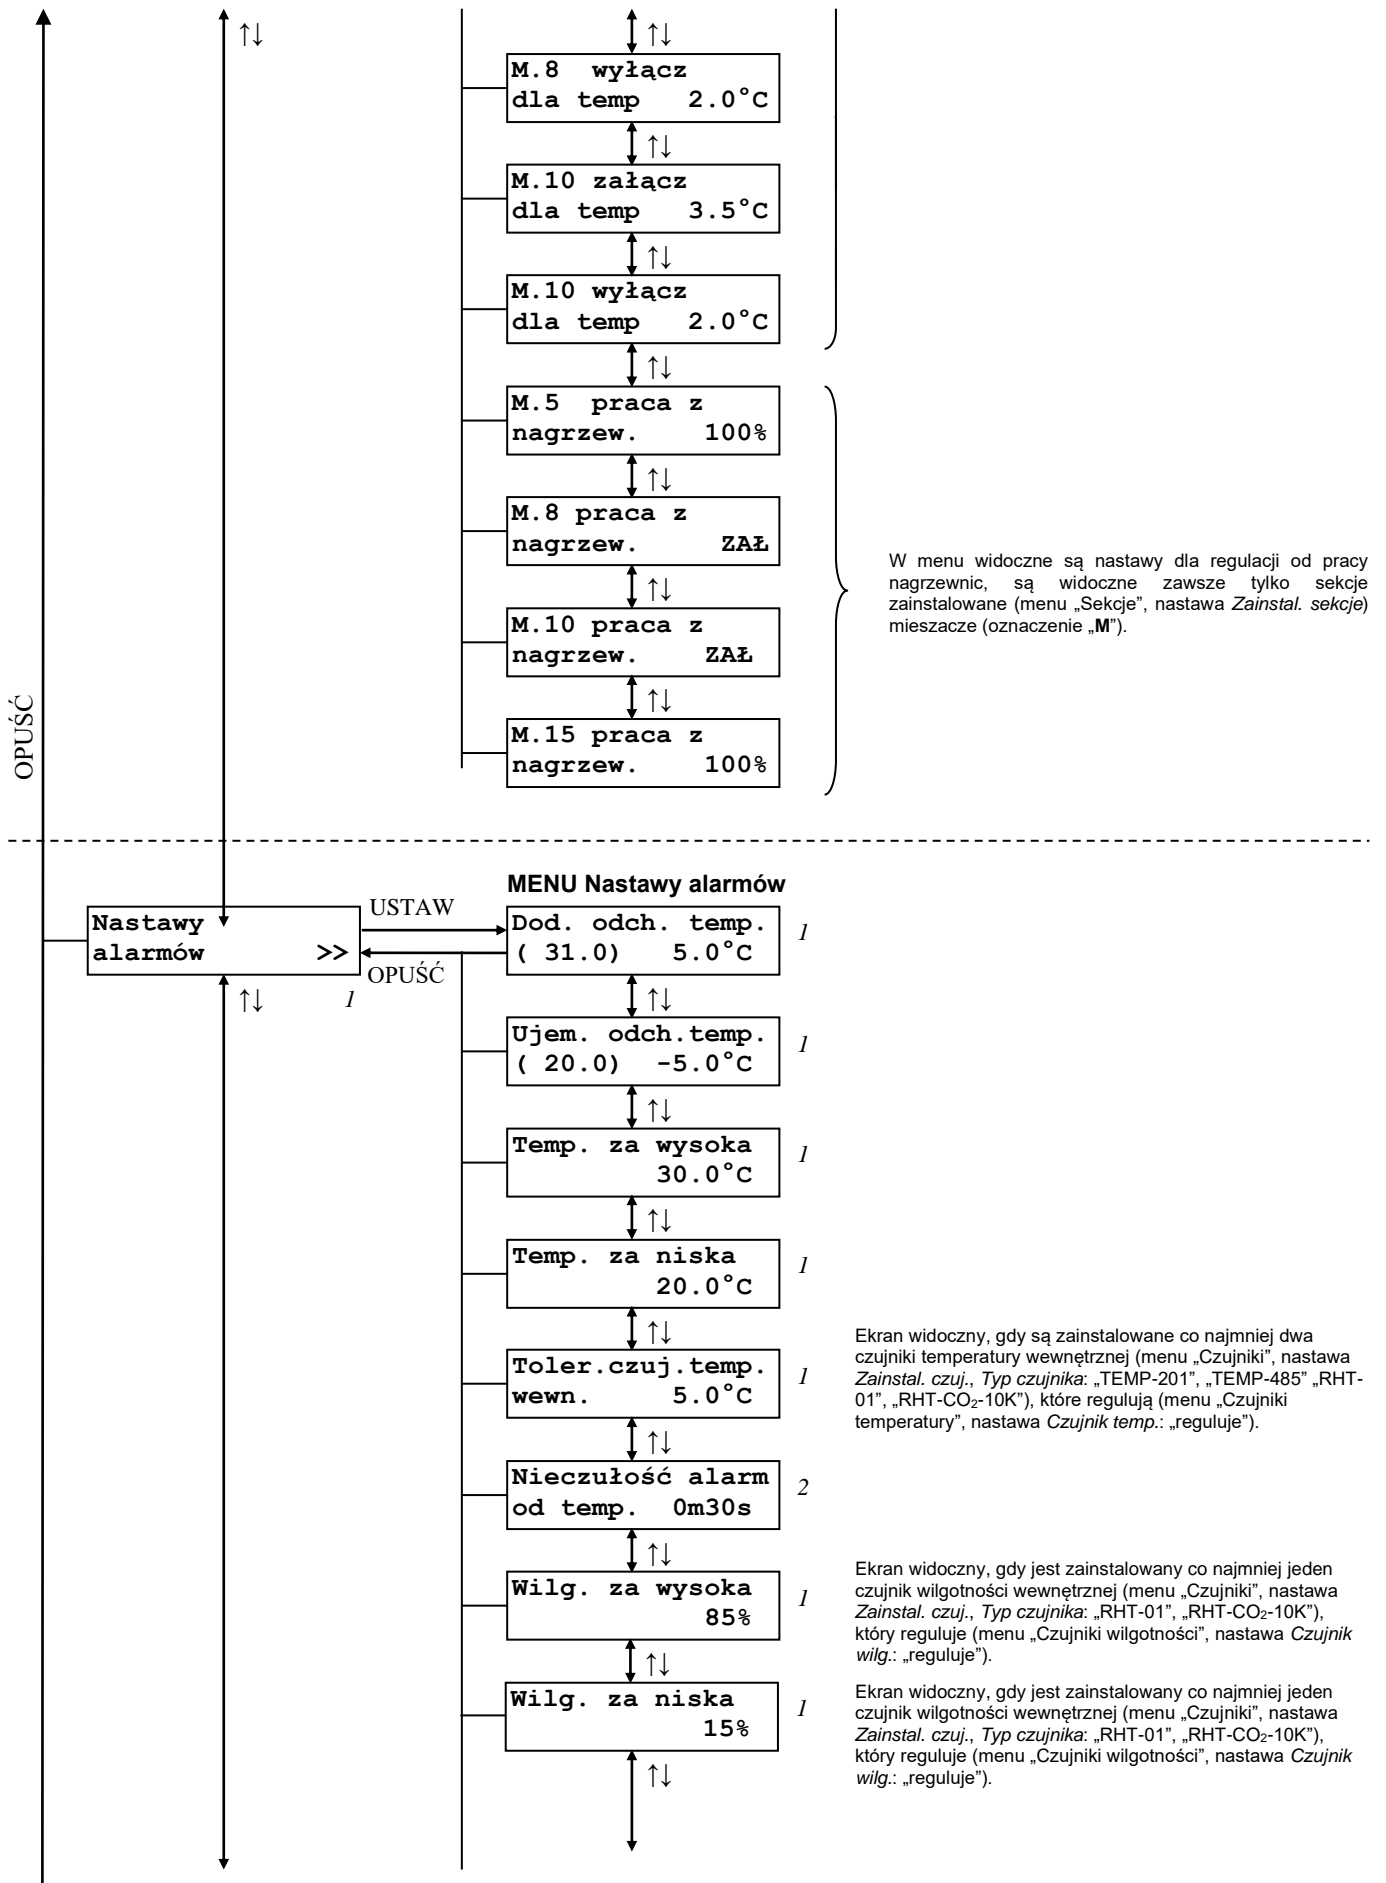 ↑↓ ↑↓
M.8 wyłącz
dla temp 2.0°C
↑↓
M.10 załącz
dla temp 3.5°C
↑↓
M.10 wyłącz
dla temp 2.0°C
↑↓
M.5 praca z
nagrzew. 100%
↑↓
M.8 praca z
nagrzew. ZAŁ
↑↓
M.10 praca z
nagrzew. ZAŁ
↑↓
M.15 praca z
nagrzew. 100%
W menu widoczne są nastawy dla regulacji od pracy
nagrzewnic, są widoczne zawsze tylko sekcje
zainstalowane (menu „Sekcje”, nastawa Zainstal. sekcje)
mieszacze (oznaczenie „M”).
OPUŚĆ
MENU Nastawy alarmów
Nastawy
alarmów >>
1
↑↓
USTAW
OPUŚĆ
Dod. odch. temp.
( 31.0) 5.0°C
1
↑↓
Ujem. odch.temp.
( 20.0) -5.0°C
1
↑↓
Temp. za wysoka
30.0°C
1
↑↓
Temp. za niska
20.0°C
1
↑↓
Toler.czuj.temp.
wewn. 5.0°C
1
Ekran widoczny, gdy są zainstalowane co najmniej dwa
czujniki temperatury wewnętrznej (menu „Czujniki”, nastawa
Zainstal. czuj., Typ czujnika: „TEMP-201”, „TEMP-485” „RHT-
01”, „RHT-CO₂-10K”), które regulują (menu „Czujniki
temperatury”, nastawa Czujnik temp.: „reguluje”).
↑↓
Nieczułość alarm
od temp. 0m30s
2
↑↓
Wilg. za wysoka
85%
1
Ekran widoczny, gdy jest zainstalowany co najmniej jeden
czujnik wilgotności wewnętrznej (menu „Czujniki”, nastawa
Zainstal. czuj., Typ czujnika: „RHT-01”, „RHT-CO₂-10K”),
który reguluje (menu „Czujniki wilgotności”, nastawa Czujnik
wilg.: „reguluje”).
↑↓
Wilg. za niska
15%
1
Ekran widoczny, gdy jest zainstalowany co najmniej jeden
czujnik wilgotności wewnętrznej (menu „Czujniki”, nastawa
Zainstal. czuj., Typ czujnika: „RHT-01”, „RHT-CO₂-10K”),
który reguluje (menu „Czujniki wilgotności”, nastawa Czujnik
wilg.: „reguluje”).
↑↓